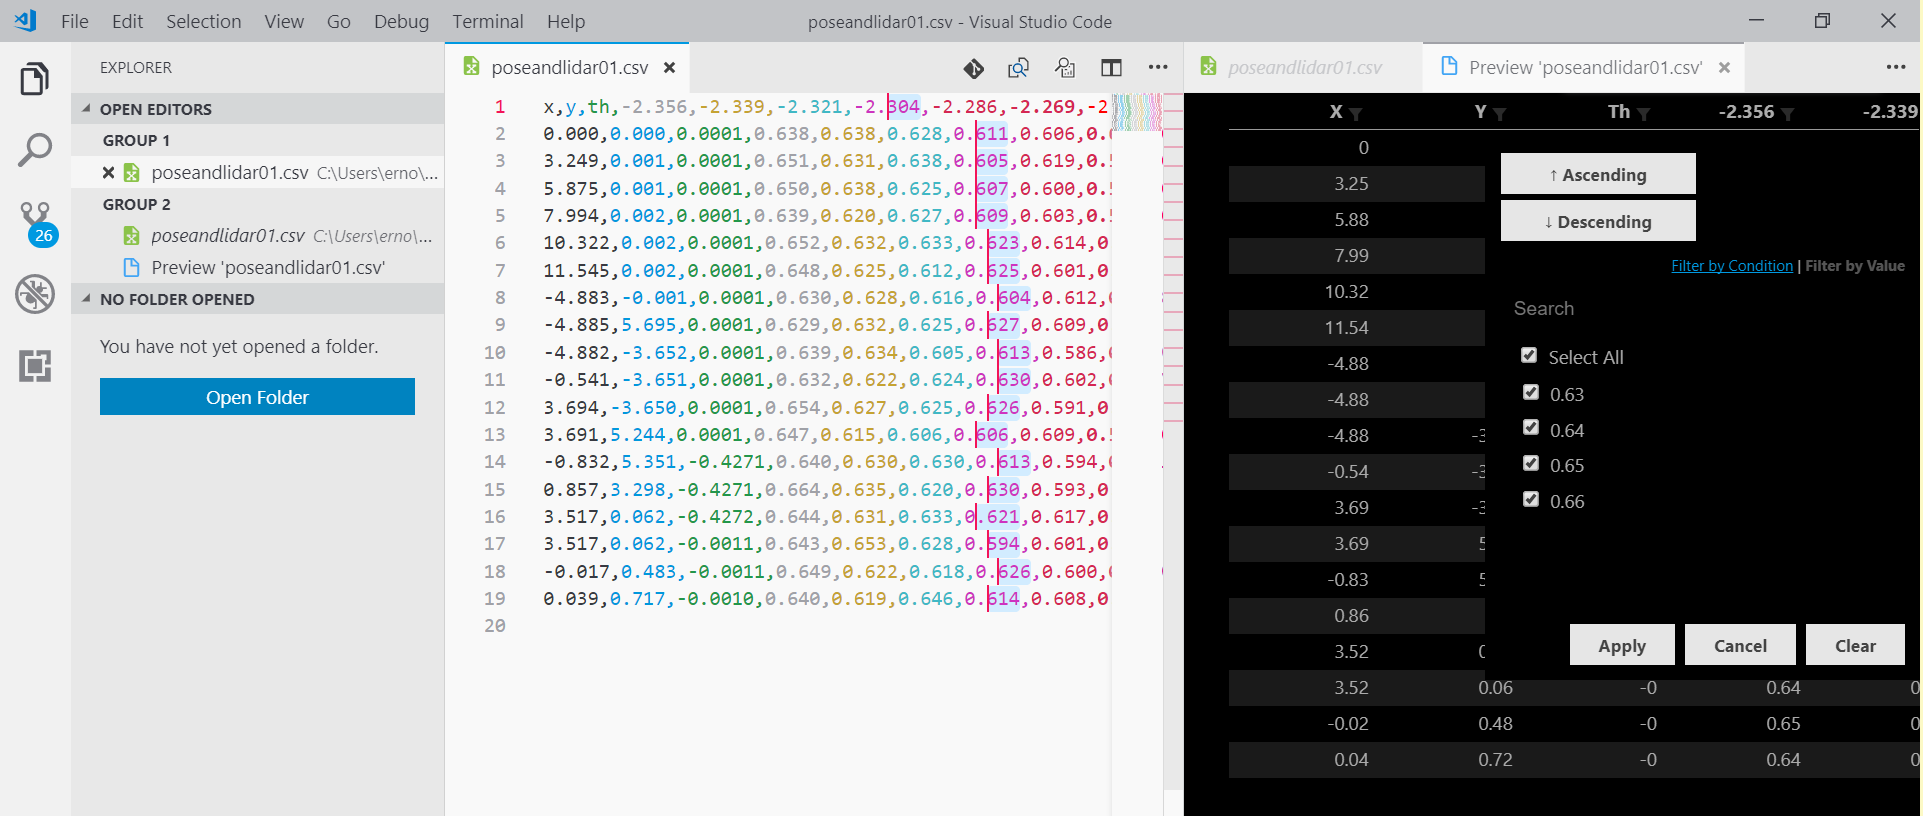 File Edit Selection View Go Debug Terminal Help
poseandlidar01.csv - Visual Studio Code
EXPLORER
OPEN EDITORS
GROUP 1
poseandlidar01.csv C:\Users\erno\...
GROUP 2
poseandlidar01.csv C:\Users\erno\...
Preview 'poseandlidar01.csv'
NO FOLDER OPENED
You have not yet opened a folder.
Open Folder
26
poseandlidar01.csv
1 x,y,th,-2.356,-2.339,-2.321,-2.304,-2.286,-2.269,-2
2 0.000,0.000,0.0001,0.638,0.638,0.628,0.611,0.606,0.
3 3.249,0.001,0.0001,0.651,0.631,0.638,0.605,0.619,0.5
4 5.875,0.001,0.0001,0.650,0.638,0.625,0.607,0.600,0.5
5 7.994,0.002,0.0001,0.639,0.620,0.627,0.609,0.603,0.5
6 10.322,0.002,0.0001,0.652,0.632,0.633,0.623,0.614,0
7 11.545,0.002,0.0001,0.648,0.625,0.612,0.625,0.601,0
8 -4.883,-0.001,0.0001,0.630,0.628,0.616,0.604,0.612,
9 -4.885,5.695,0.0001,0.629,0.632,0.625,0.627,0.609,0
10 -4.882,-3.652,0.0001,0.639,0.634,0.605,0.613,0.586,
11 -0.541,-3.651,0.0001,0.632,0.622,0.624,0.630,0.602,
12 3.694,-3.650,0.0001,0.654,0.627,0.625,0.626,0.591,0
13 3.691,5.244,0.0001,0.647,0.615,0.606,0.606,0.609,0.5
14 -0.832,5.351,-0.4271,0.640,0.630,0.630,0.613,0.594,
15 0.857,3.298,-0.4271,0.664,0.635,0.620,0.630,0.593,0
16 3.517,0.062,-0.4272,0.644,0.631,0.633,0.621,0.617,0
17 3.517,0.062,-0.0011,0.643,0.653,0.628,0.594,0.601,0
18 -0.017,0.483,-0.0011,0.649,0.622,0.618,0.626,0.600,
19 0.039,0.717,-0.0010,0.640,0.619,0.646,0.614,0.608,0
20
poseandlidar01.csv
Preview 'poseandlidar01.csv'
X Y Th -2.356 -2.339
0
3.25
5.88
7.99
10.32
11.54
-4.88
-4.88
-4.88 -3
-0.54 -3
3.69 -3
3.69 5
-0.83 5
0.86
3.52 0
3.52 0.06 -0 0.64 0
-0.02 0.48 -0 0.65 0
0.04 0.72 -0 0.64 0
↑ Ascending
↓ Descending
Filter by Condition | Filter by Value
Search
Select All
0.63
0.64
0.65
0.66
Apply Cancel Clear